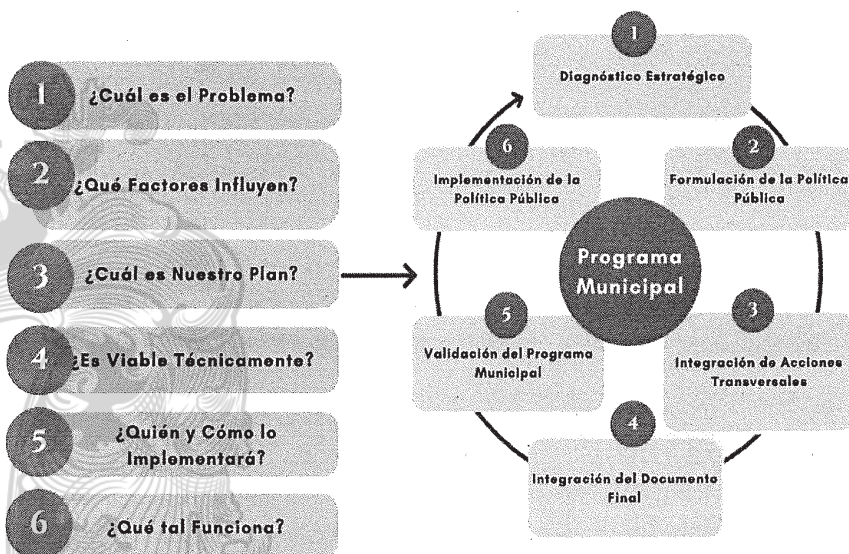 1
¿Cuál es el Problema?
2
¿Qué Factores Influyen?
3
¿Cuál es Nuestro Plan?
4
¿Es Viable Técnicamente?
5
¿Quién y Cómo lo
Implementará?
6
¿Qué tal Funciona?
1
Diagnóstico Estratégico
2
Formulación de la Política
Pública
3
Integración de Acciones
Transversales
4
Integración del Documento
Final
5
Validación del Programa
Municipal
6
Implementación de la
Política Pública
Programa
Municipal